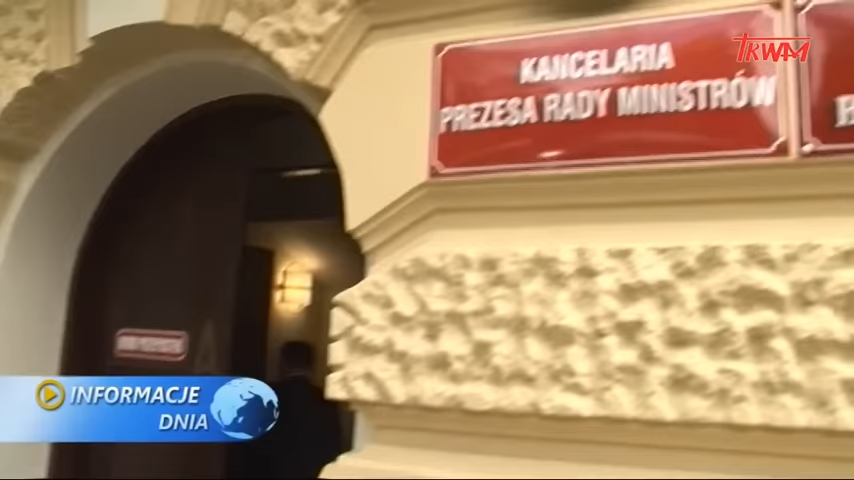 TRWAM
KANCELARIA
PREZESA RADY MINISTRÓW
INFORMACJE
DNIA